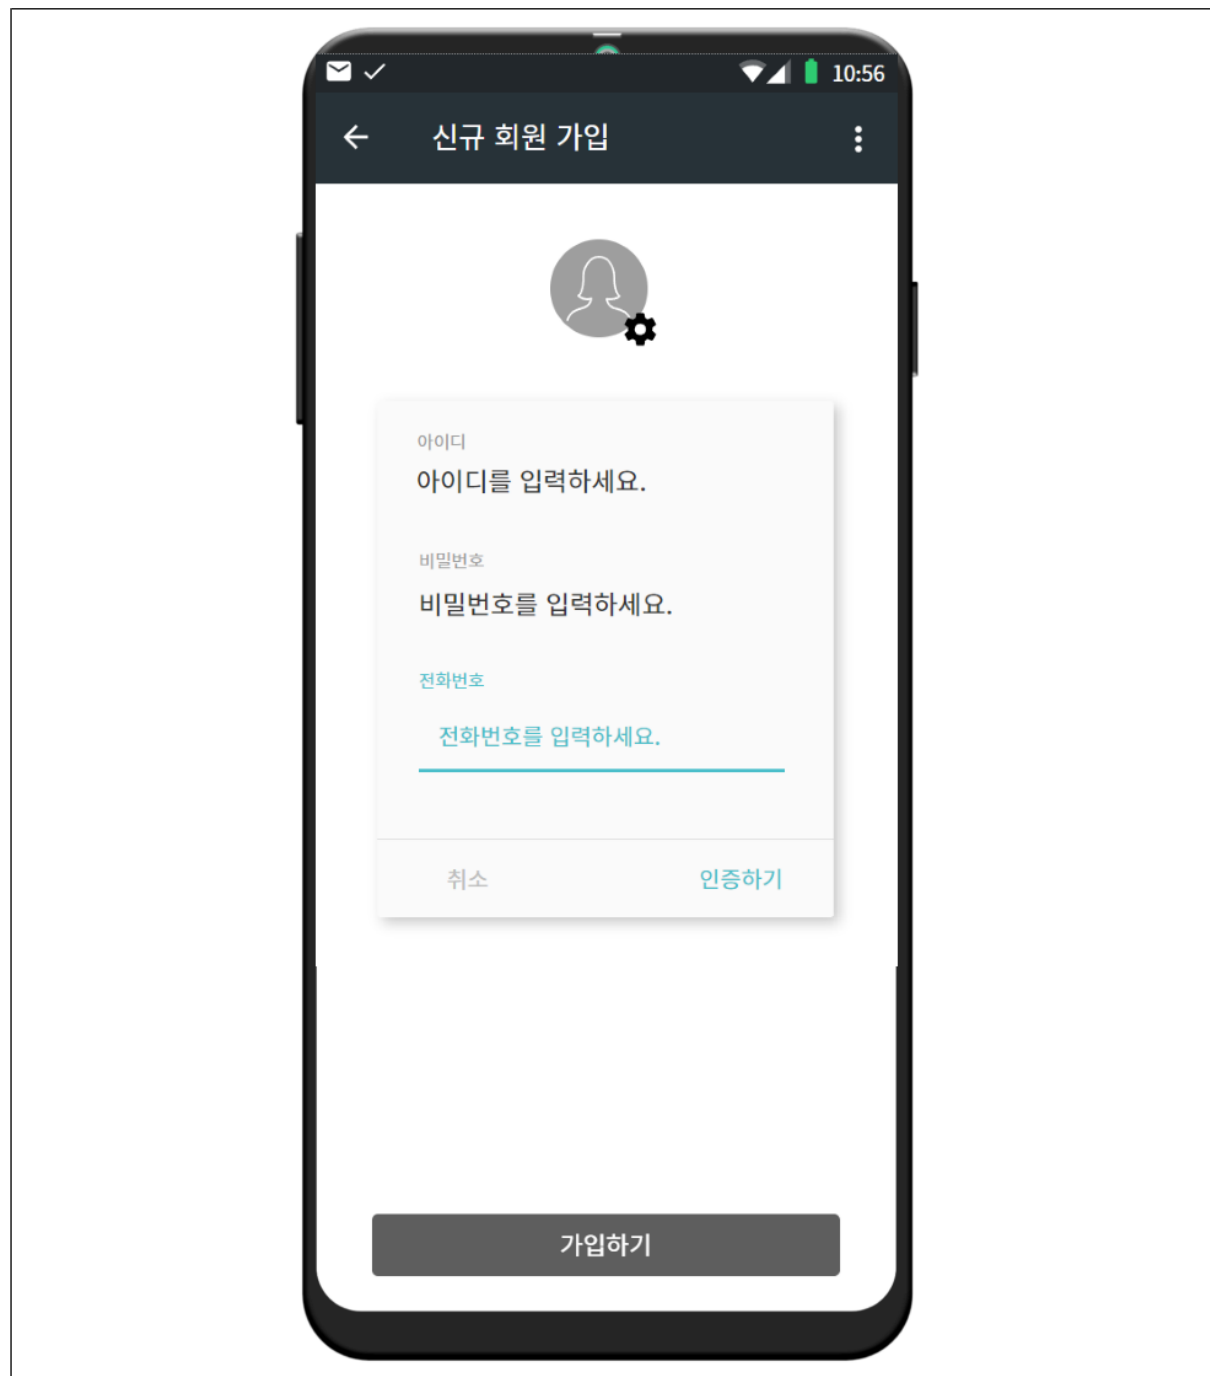 10:56
신규 회원 가입
아이디
아이디를 입력하세요.
비밀번호
비밀번호를 입력하세요.
전화번호
전화번호를 입력하세요.
취소 인증하기
가입하기